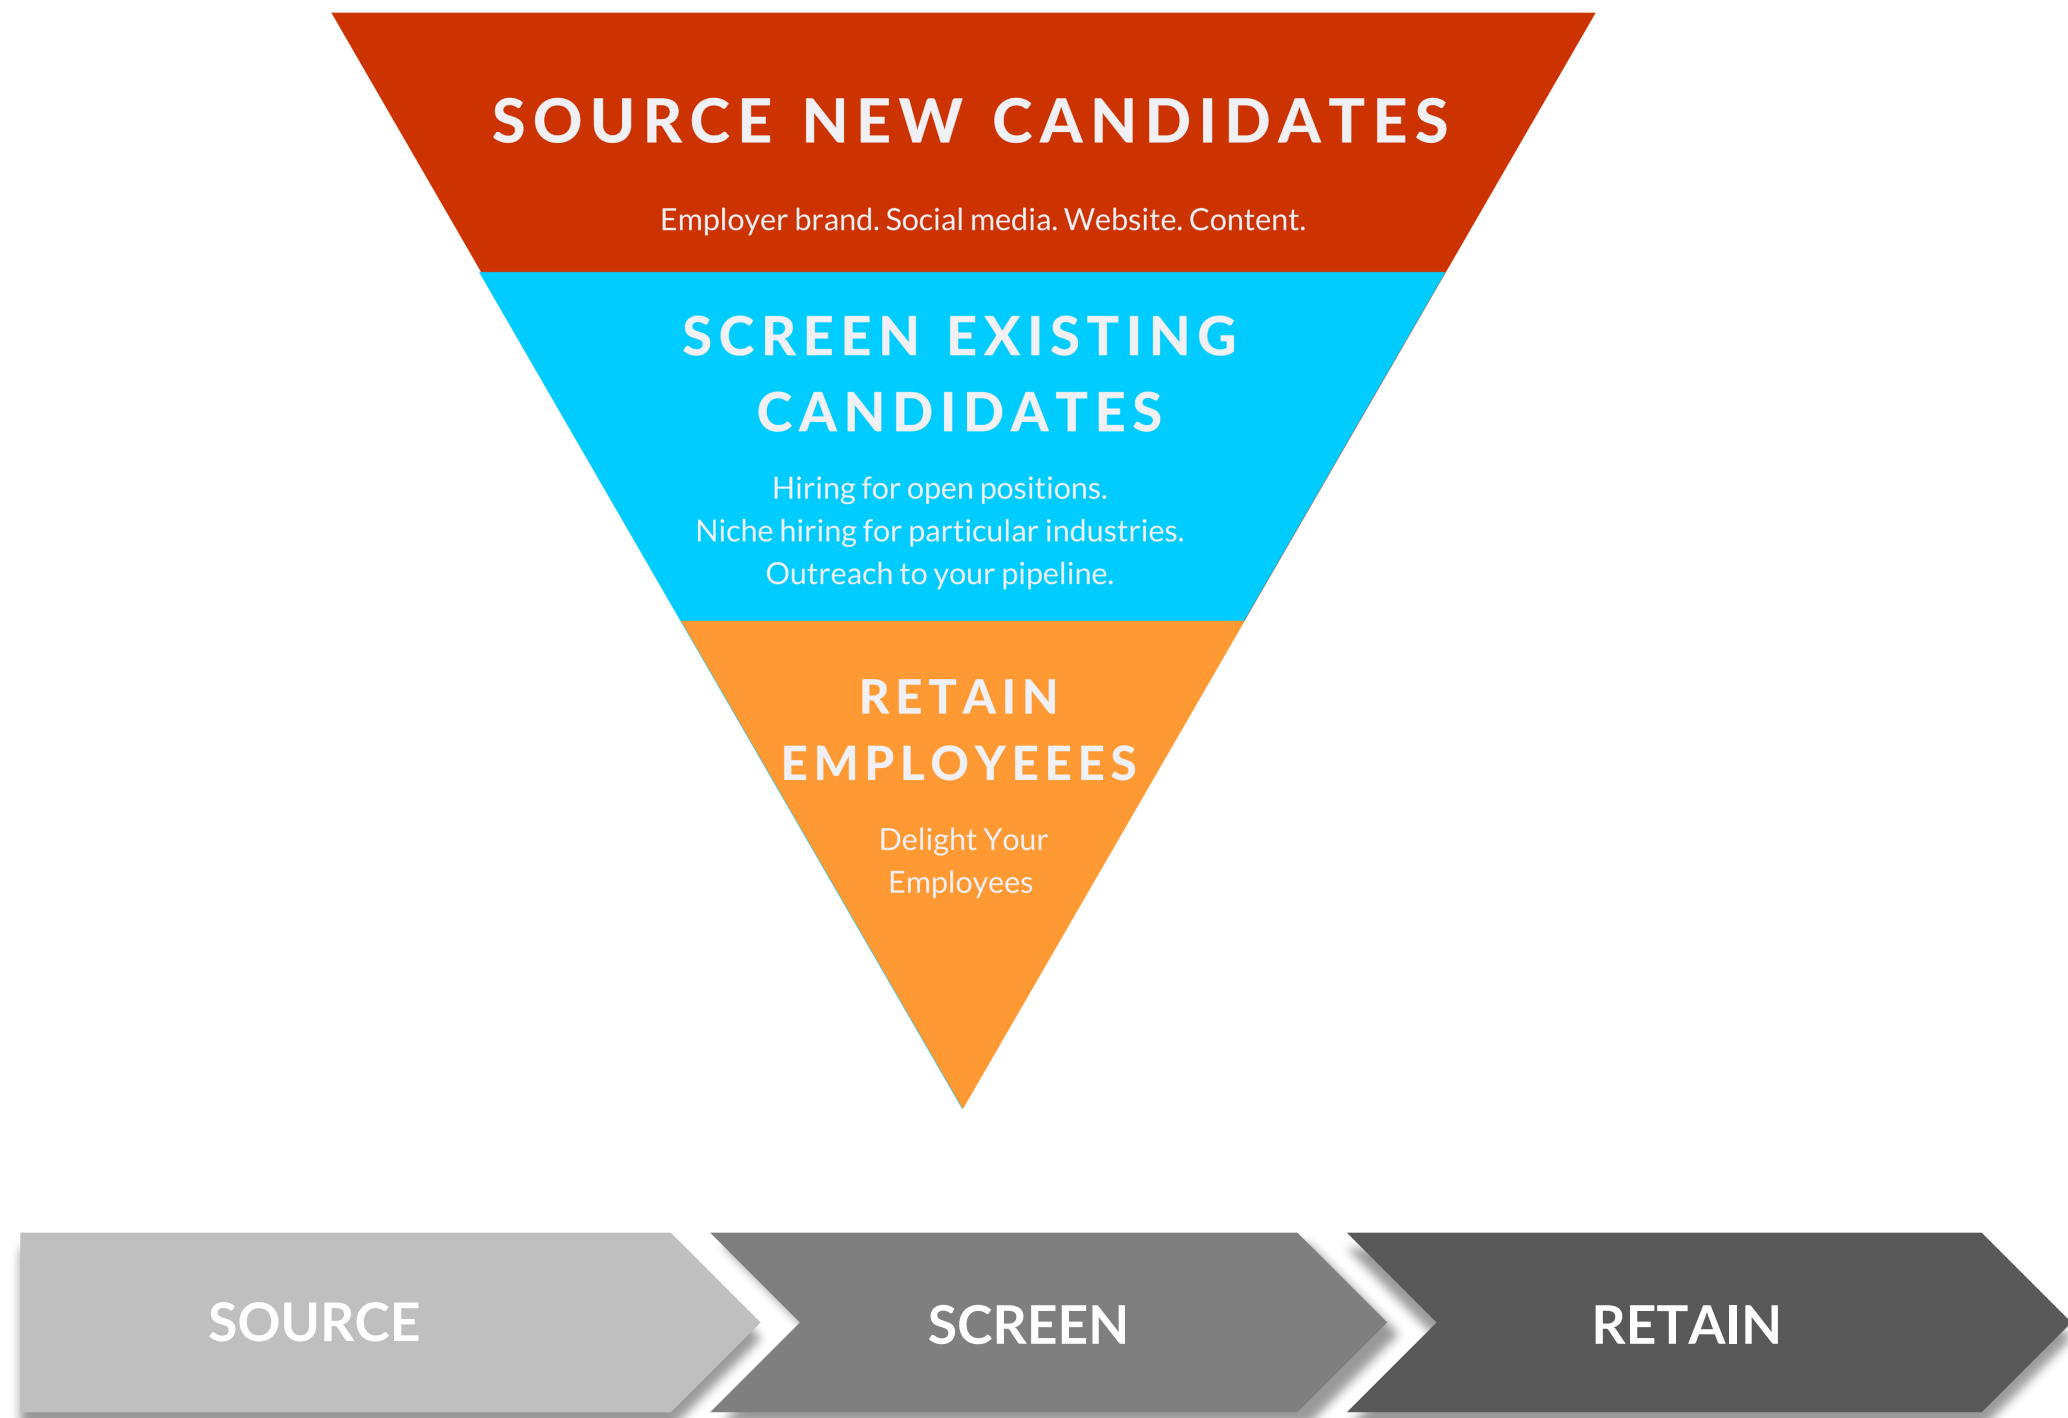 SOURCE NEW CANDIDATES
Employer brand. Social media. Website. Content.
SCREEN EXISTING
CANDIDATES
Hiring for open positions.
Niche hiring for particular industries.
Outreach to your pipeline.
RETAIN
EMPLOYEEES
Delight Your
Employees
SOURCE
SCREEN
RETAIN